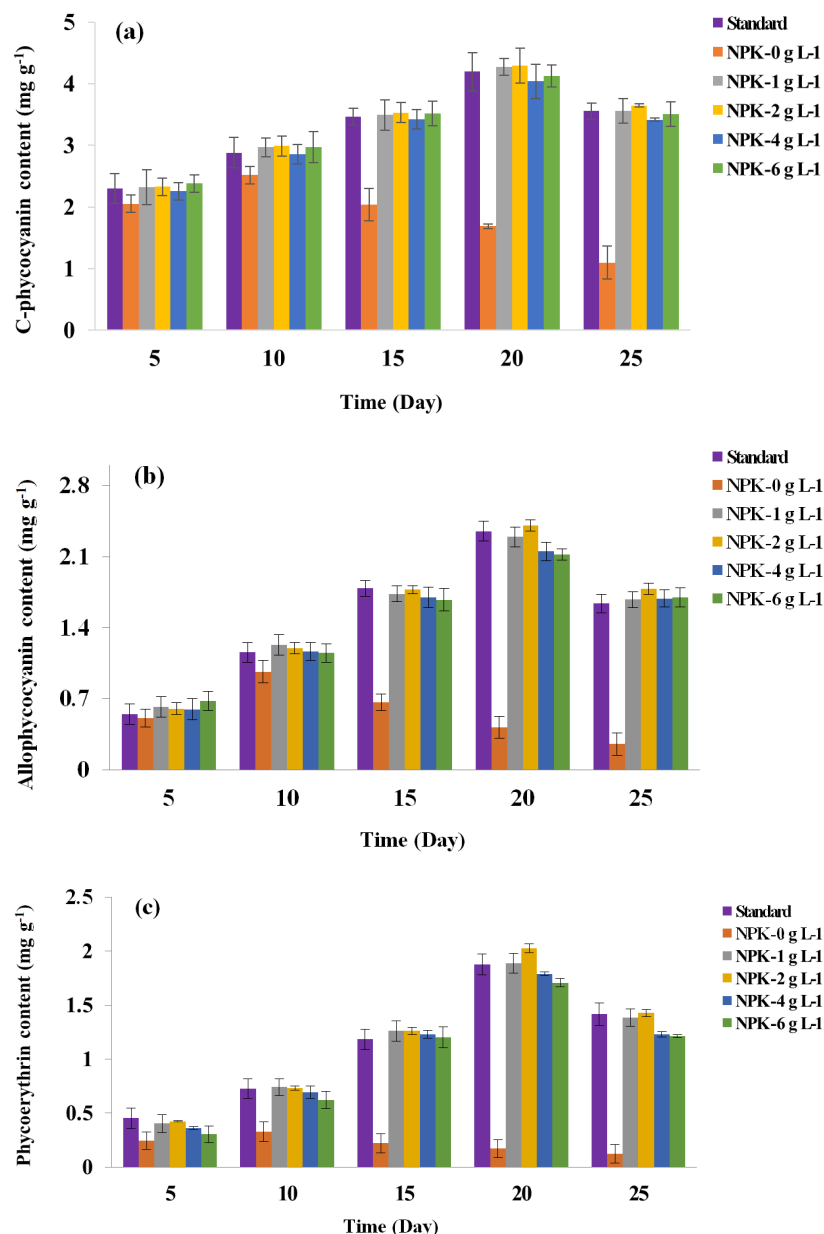 (a)
C-phycocyanin content (mg g-1)
5
4
3
2
1
0
5 10 15 20 25
Time (Day)
Standard
NPK-0 g L-1
NPK-1 g L-1
NPK-2 g L-1
NPK-4 g L-1
NPK-6 g L-1
(b)
Allophycocyanin content (mg g-1)
2.8
2.1
1.4
0.7
0
5 10 15 20 25
Time (Day)
Standard
NPK-0 g L-1
NPK-1 g L-1
NPK-2 g L-1
NPK-4 g L-1
NPK-6 g L-1
(c)
Phycoerythrin content (mg g-1)
2.5
2
1.5
1
0.5
0
5 10 15 20 25
Time (Day)
Standard
NPK-0 g L-1
NPK-1 g L-1
NPK-2 g L-1
NPK-4 g L-1
NPK-6 g L-1